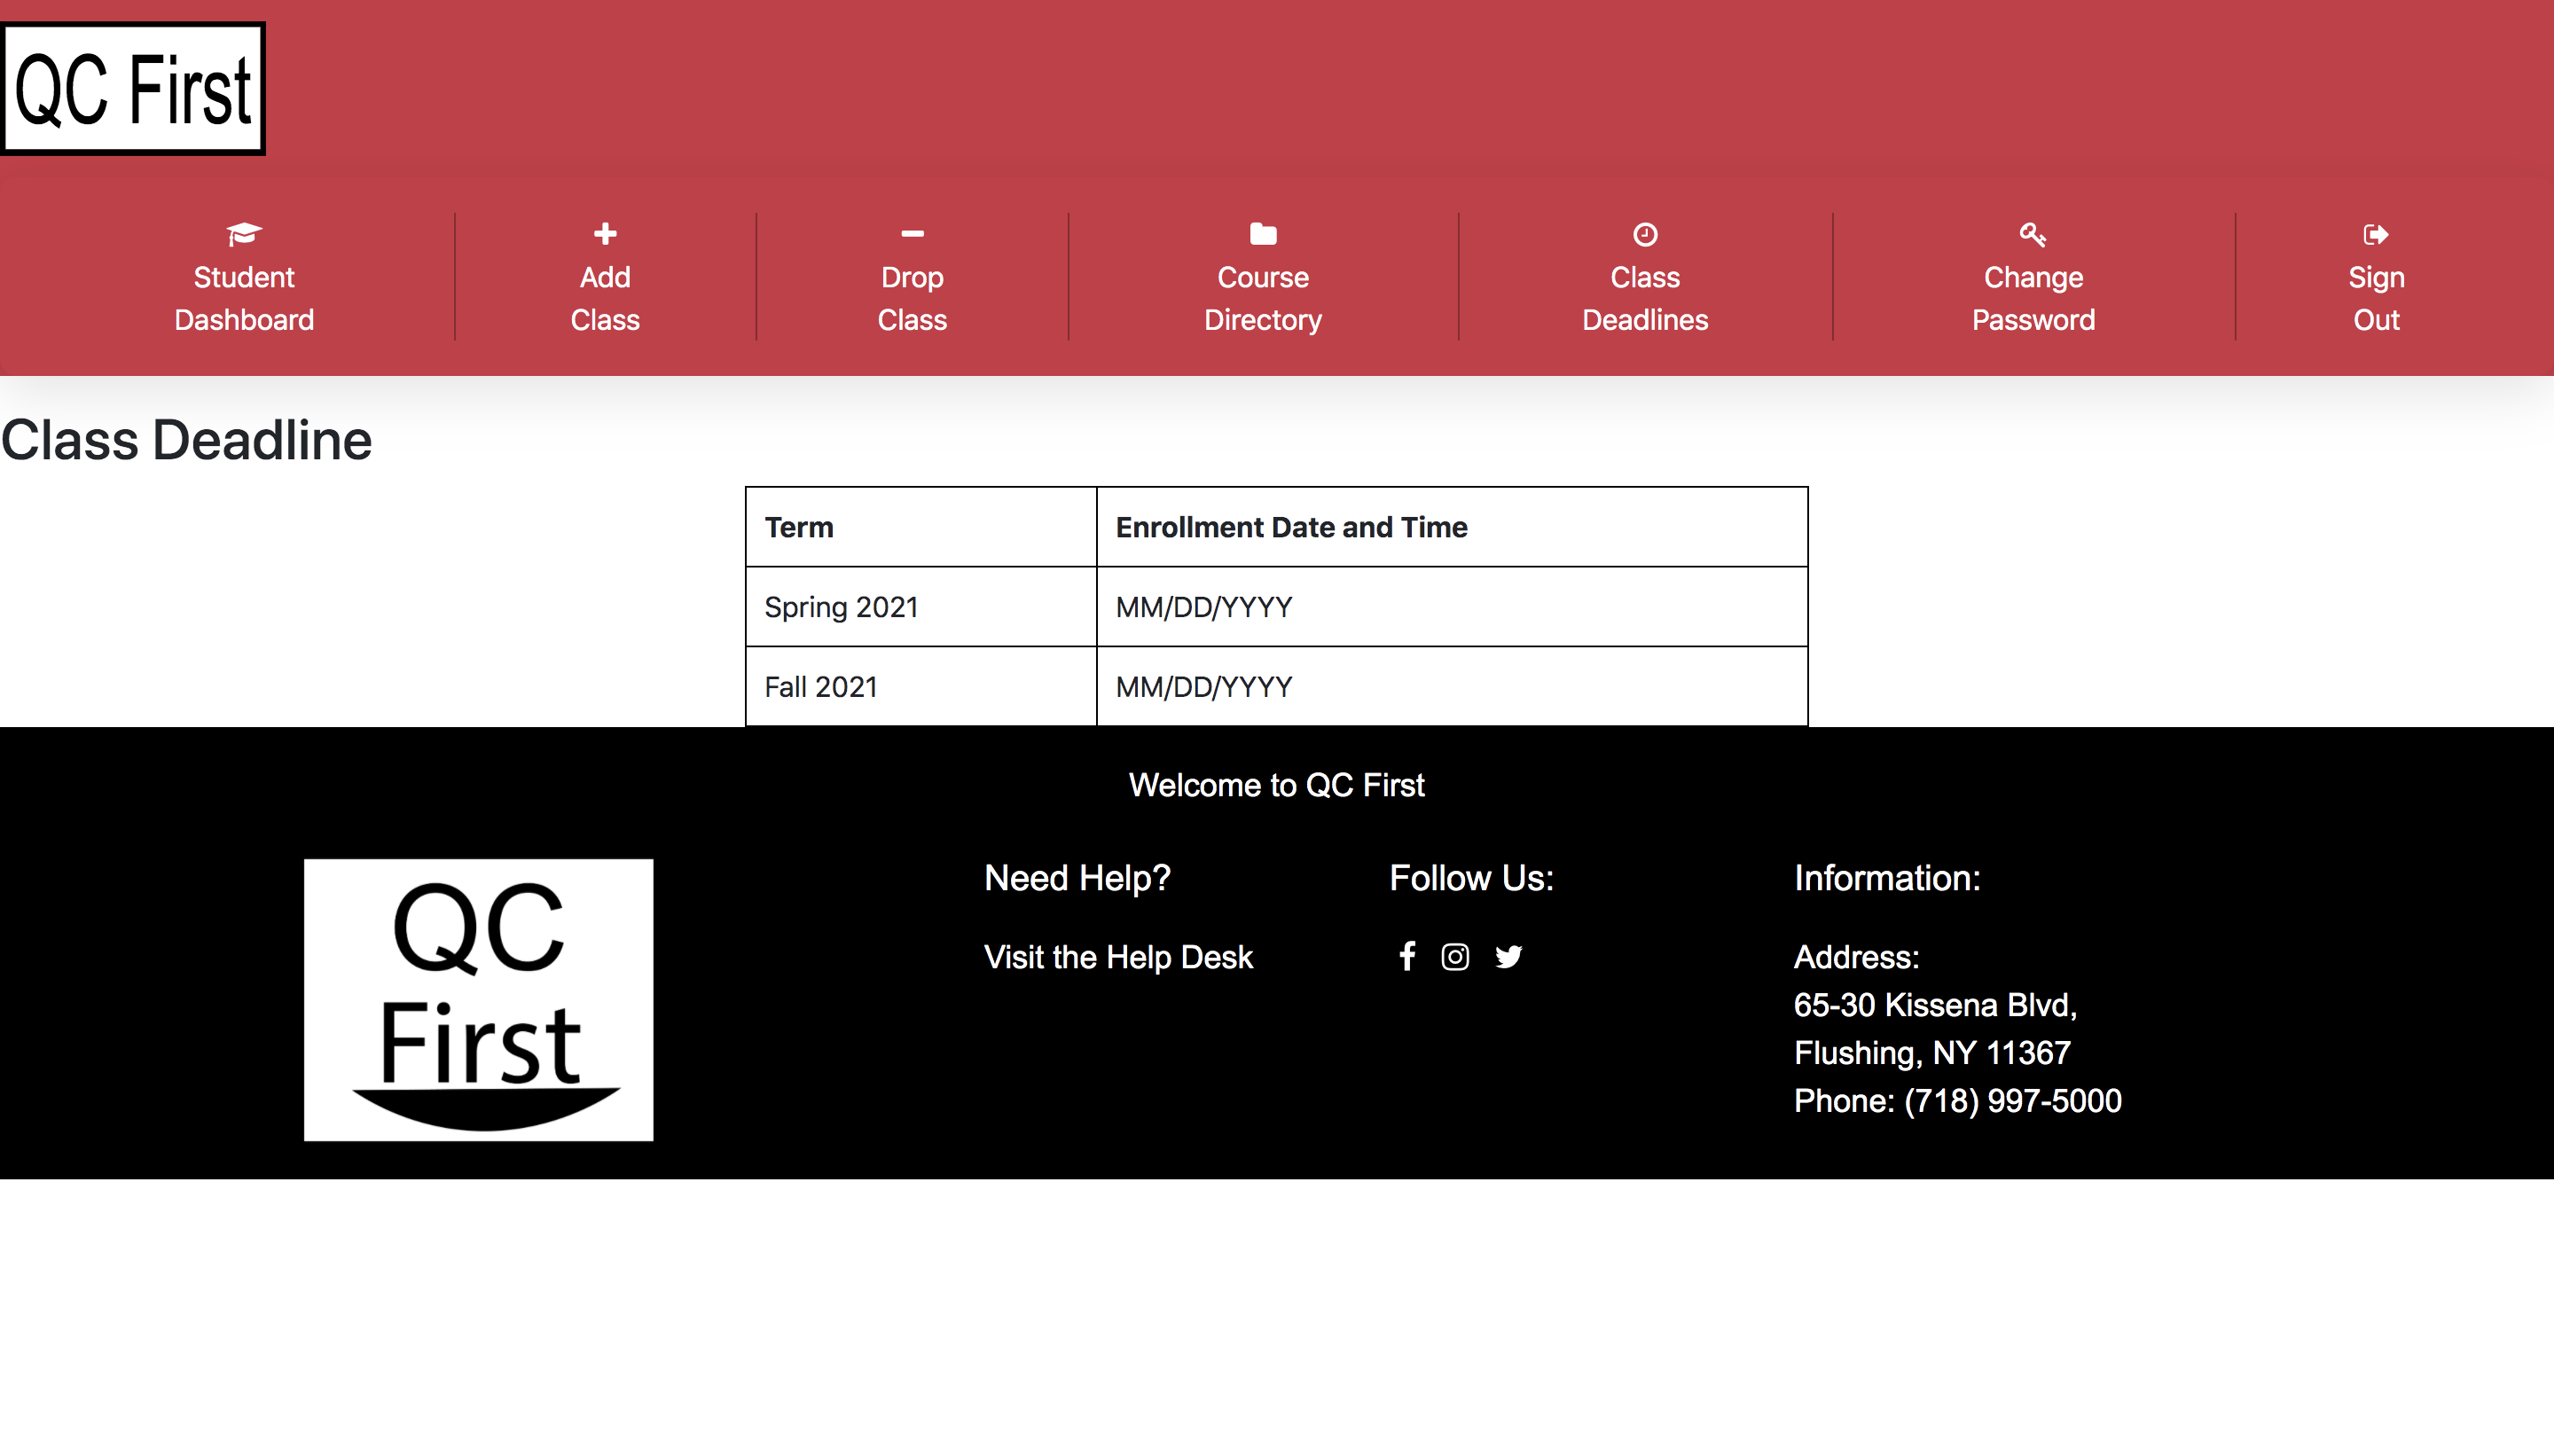 QC First
Student
Dashboard
Add
Class
Drop
Class
Course
Directory
Class
Deadlines
Change
Password
Sign
Out
Class Deadline
Term Enrollment Date and Time
Spring 2021 MM/DD/YYYY
Fall 2021 MM/DD/YYYY
Welcome to QC First
QC
First
Need Help?
Visit the Help Desk
Follow Us:
Information:
Address:
65-30 Kissena Blvd,
Flushing, NY 11367
Phone: (718) 997-5000